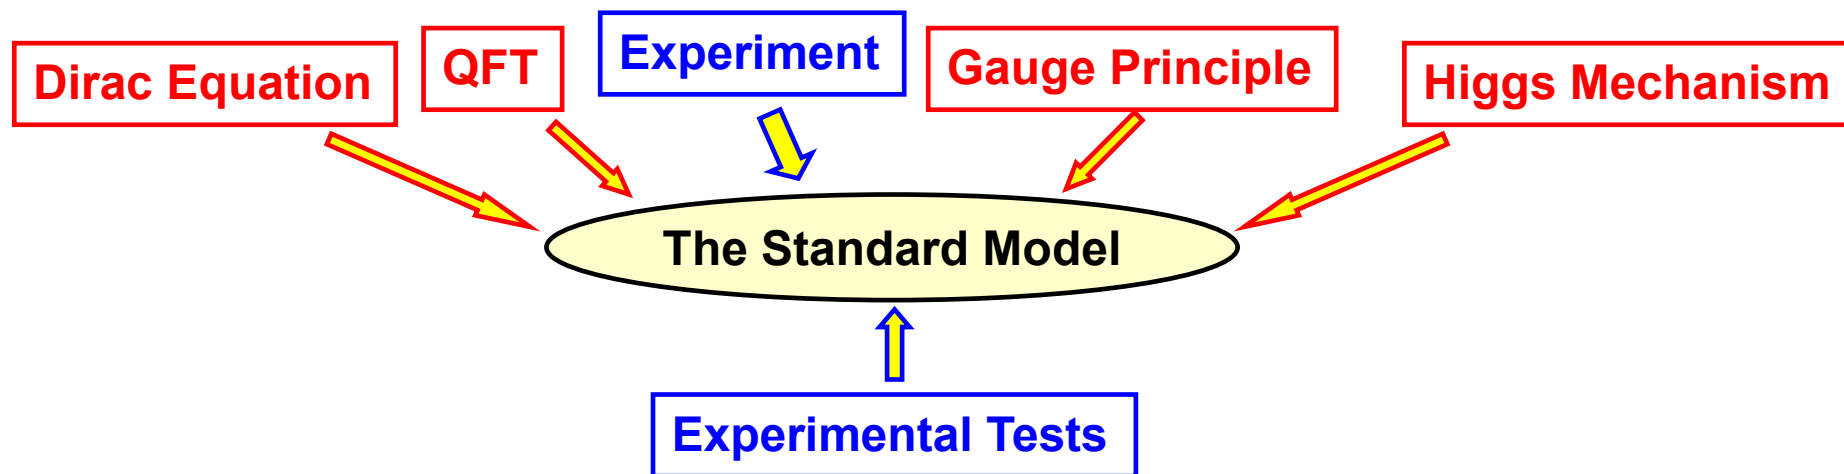 Dirac Equation
QFT
Experiment
Gauge Principle
Higgs Mechanism
The Standard Model
Experimental Tests